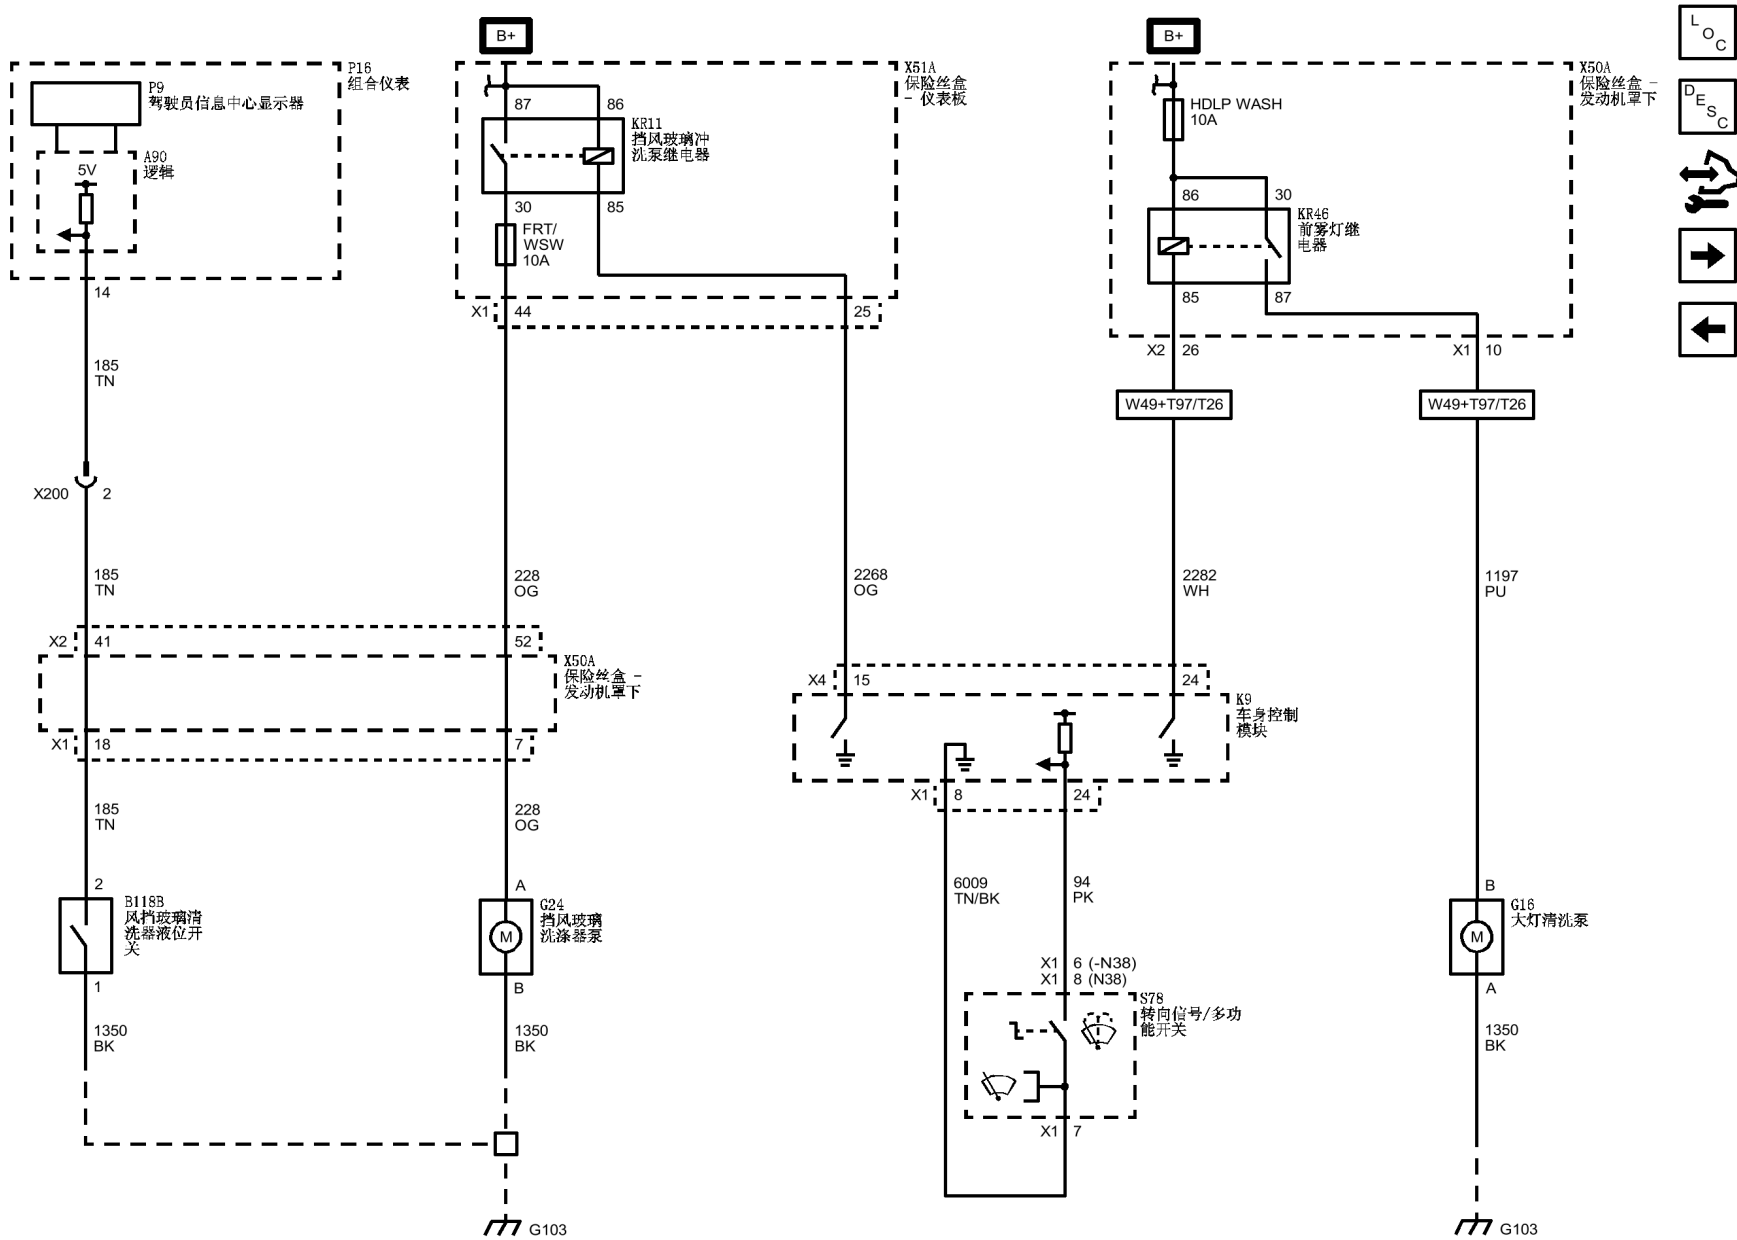 B+
B+
L
O
C
D
E
S
C
P16
组合仪表
P9
驾驶员信息中心显示器
A90
逻辑
5V
14
185
TN
X200
2
185
TN
X2
41
52
X50A
保险丝盒 -
发动机罩下
X1
18
7
185
TN
228
OG
2
B118B
风挡玻璃清
洗器液位开
关
1
1350
BK
X51A
保险丝盒
- 仪表板
87
86
KR11
挡风玻璃冲
洗泵继电器
30
85
FRT/
WSW
10A
X1
44
25
228
OG
2268
OG
A
G24
挡风玻璃
洗涤器泵
M
B
1350
BK
G103
X50A
保险丝盒 -
发动机罩下
HDLP WASH
10A
86
30
KR46
前雾灯继
电器
85
87
X2
26
X1
10
W49+T97/T26
W49+T97/T26
2282
WH
1197
PU
X4
15
24
K9
车身控制
模块
X1
8
24
6009
TN/BK
94
PK
X1
6 (-N38)
X1
8 (N38)
S78
转向信号/多功
能开关
X1
7
B
G16
大灯清洗泵
M
A
1350
BK
G103